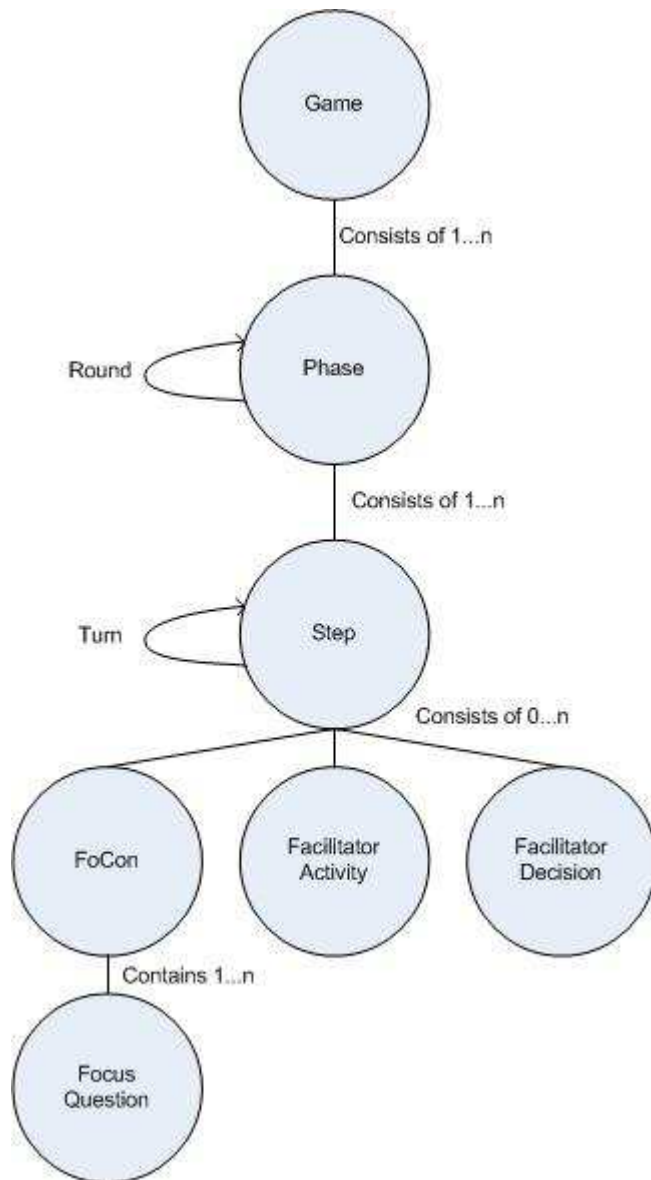 Game
Consists of 1...n
Round
Phase
Consists of 1...n
Turn
Step
Consists of 0...n
FoCon
Facilitator
Activity
Facilitator
Decision
Contains 1...n
Focus
Question